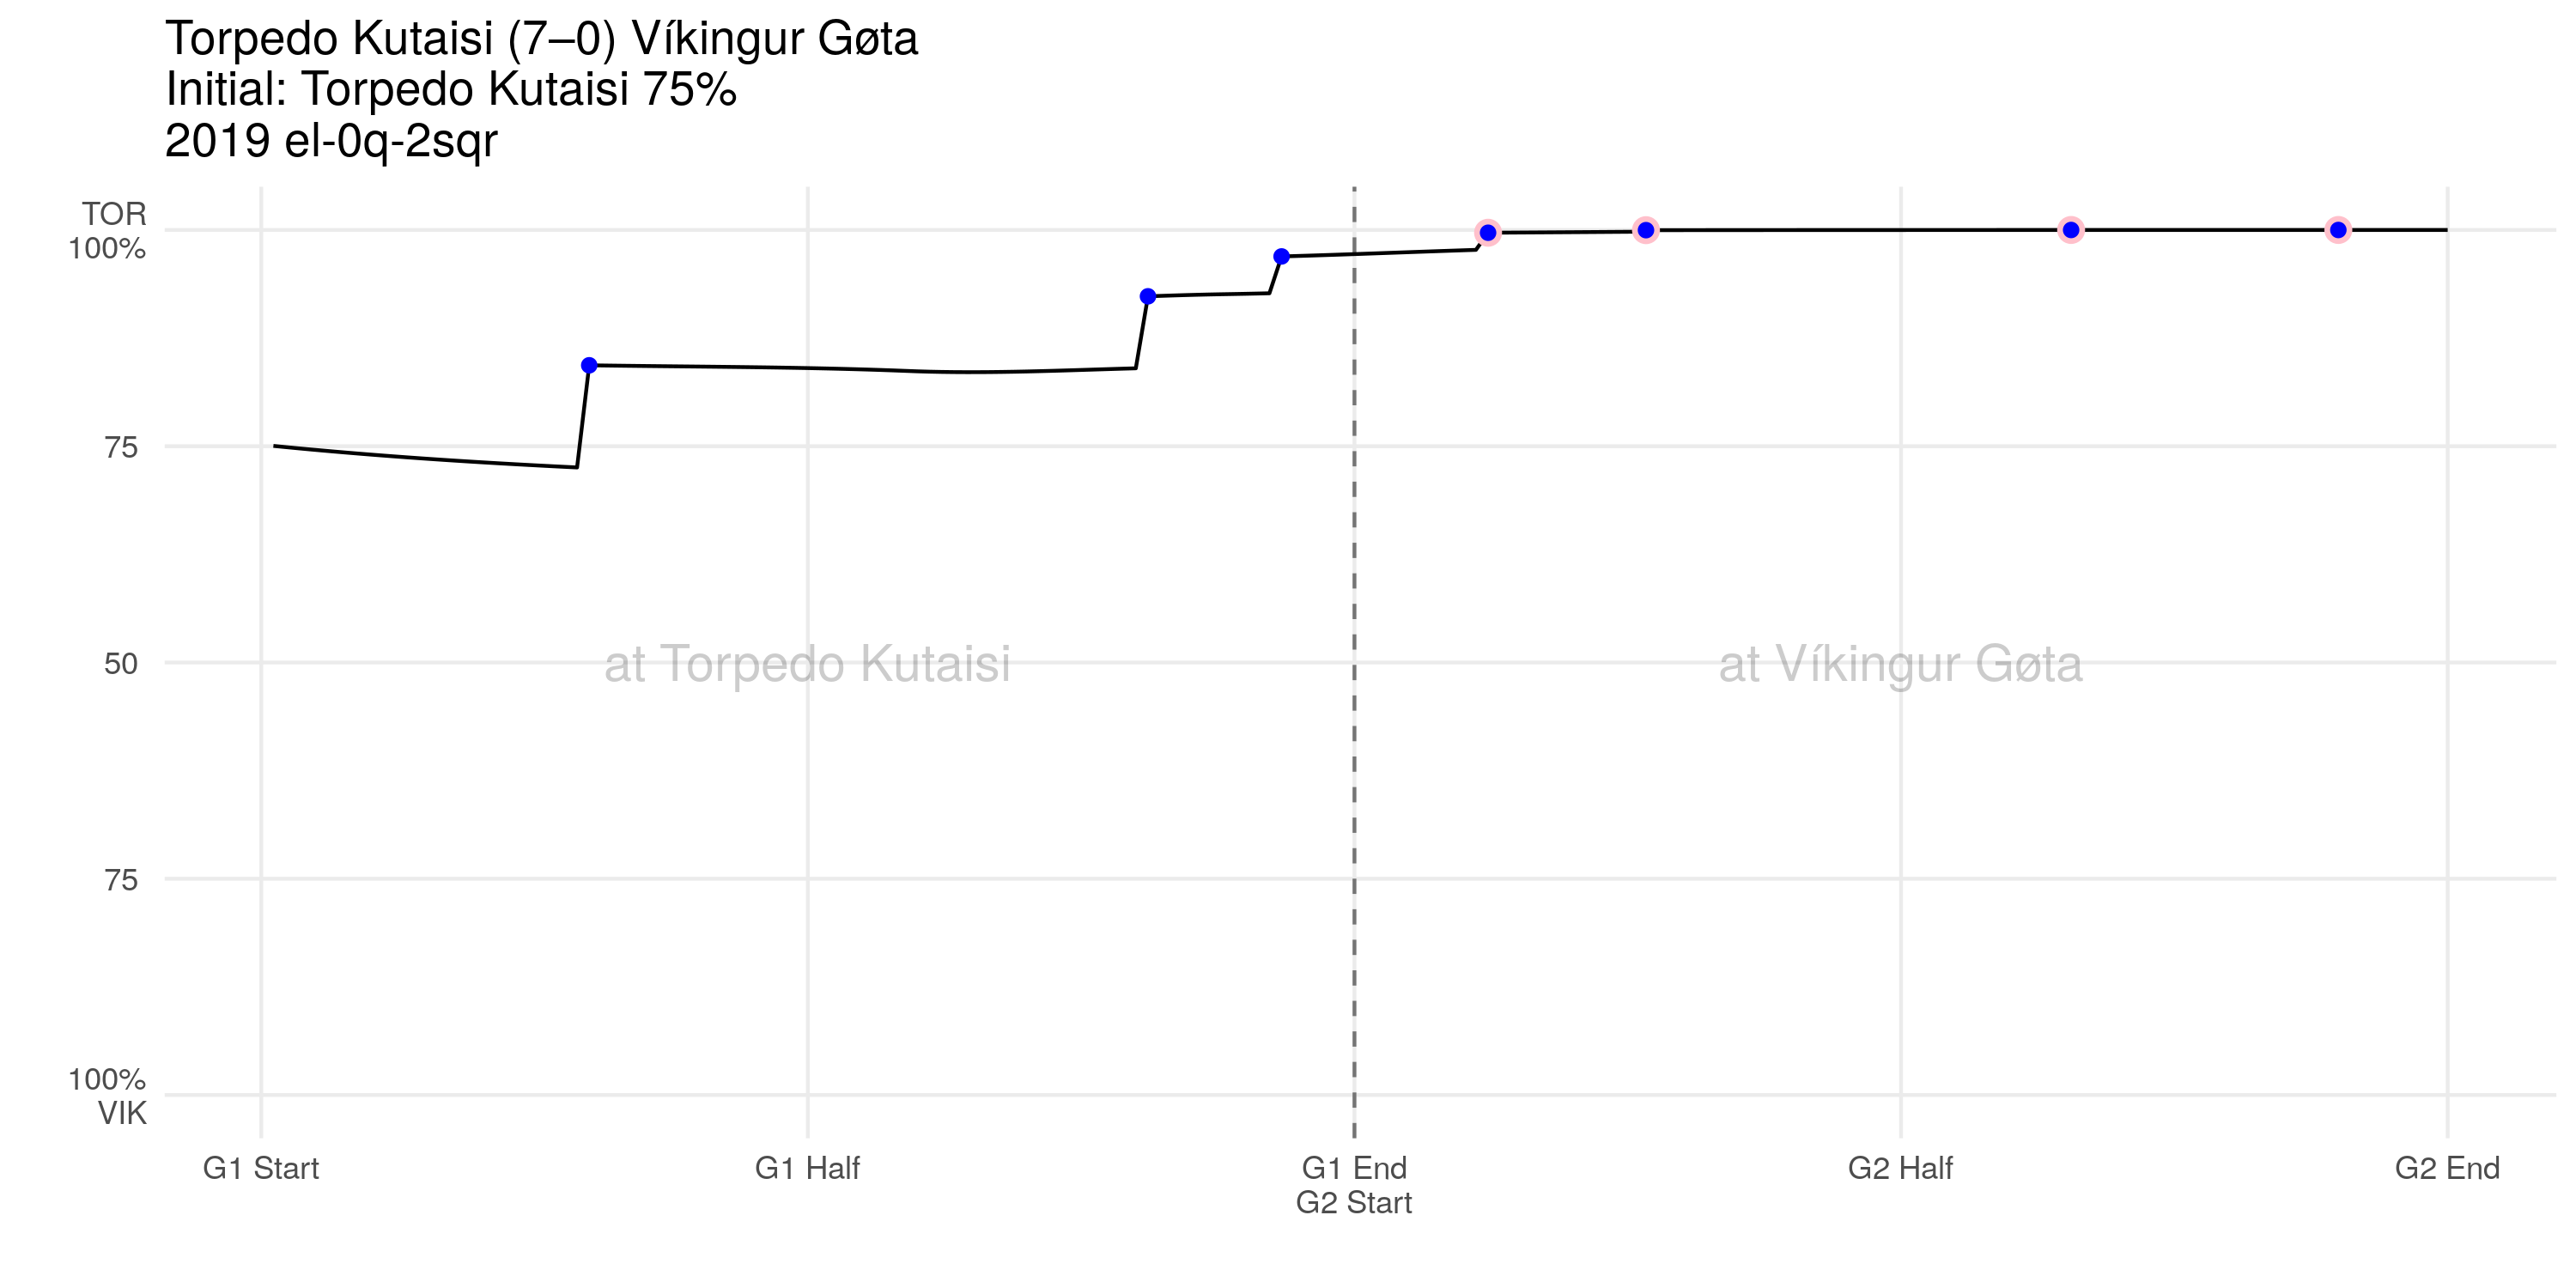 Torpedo Kutaisi (7–0) Víkingur Gøta
Initial: Torpedo Kutaisi 75%
2019 el-0q-2sqr
TOR
100%
75
50
75
100%
VIK
at Torpedo Kutaisi
at Víkingur Gøta
G1 Start
G1 Half
G1 End
G2 Start
G2 Half
G2 End